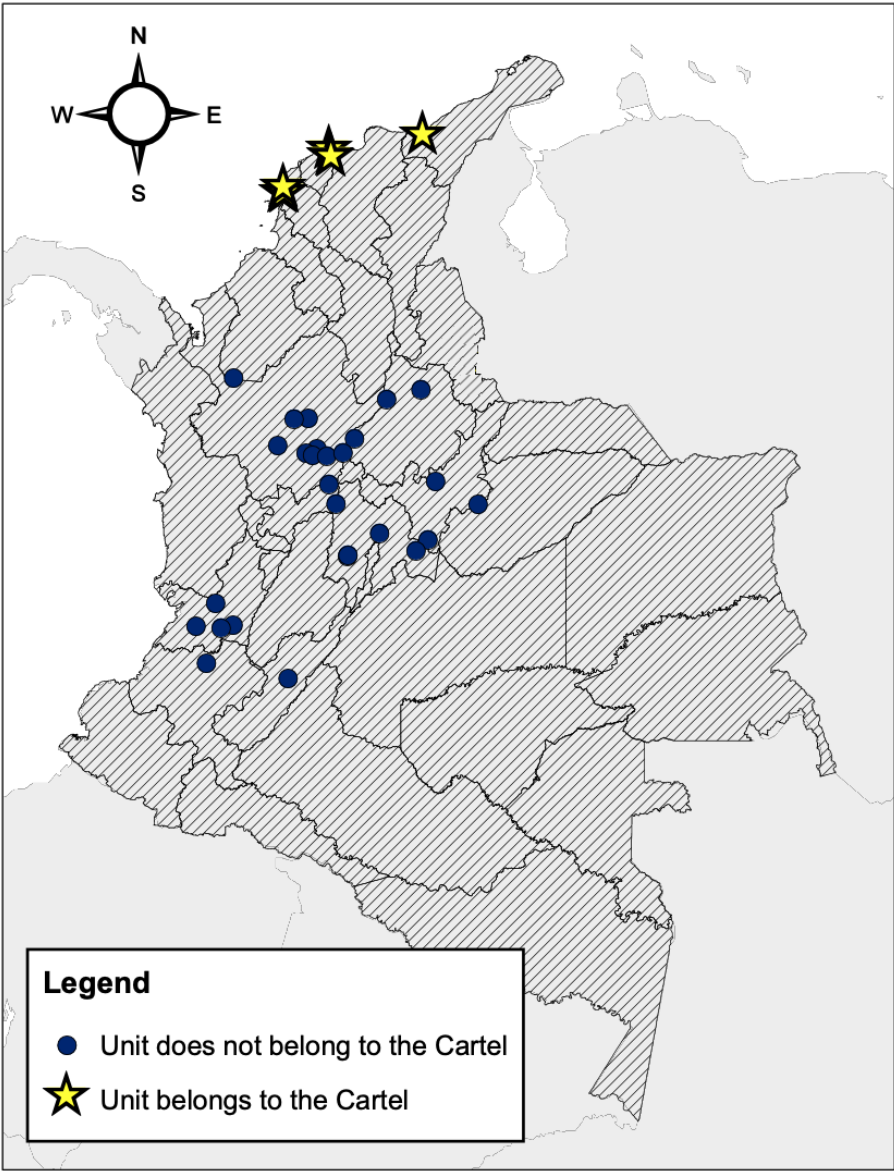 N
W E
S
Legend
Unit does not belong to the Cartel
Unit belongs to the Cartel